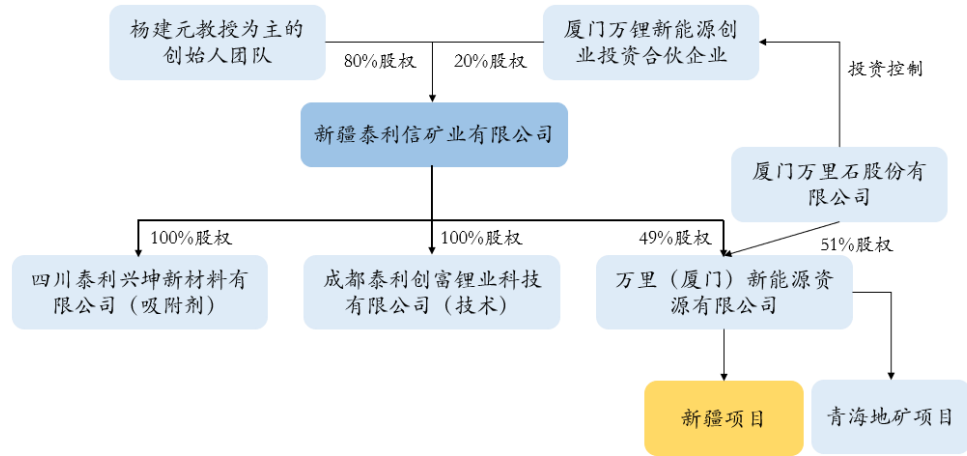 杨建元教授为主的
创始人团队
厦门万锂新能源创
业投资合伙企业
80%股权
20%股权
投资控制
新疆泰利信矿业有限公司
厦门万里石股份有
限公司
100%股权
100%股权
49%股权
51%股权
四川泰利兴坤新材料有
限公司（吸附剂）
成都泰利创富锂业科技
有限公司（技术）
万里（厦门）新能源资
源有限公司
新疆项目
青海地矿项目